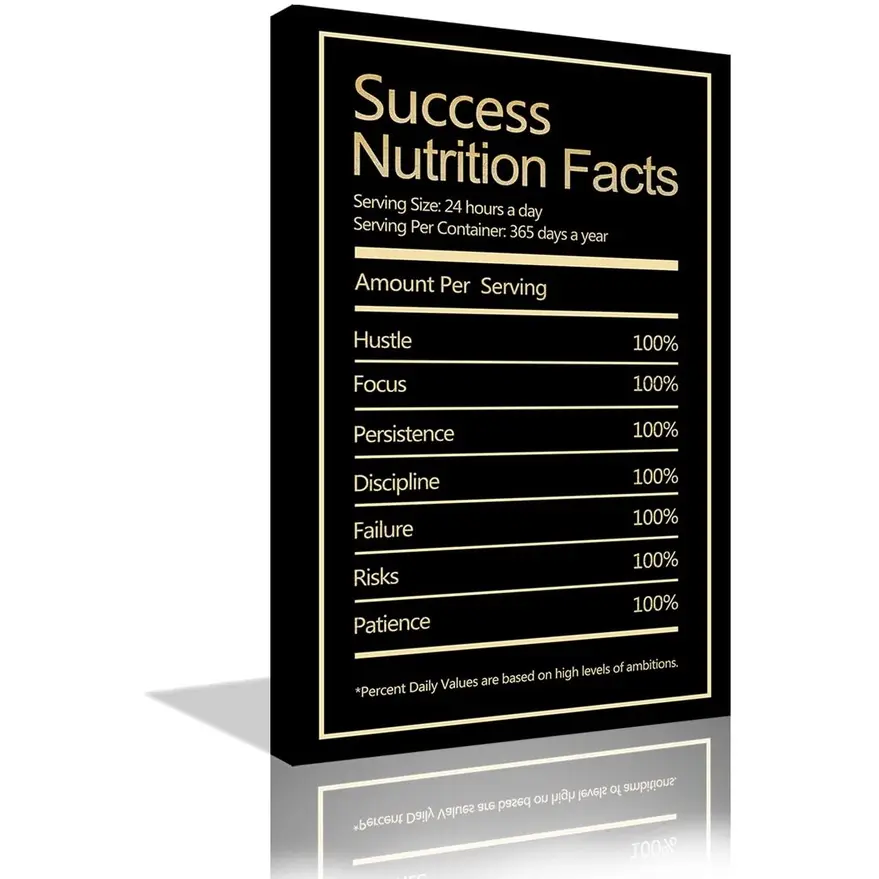 Success
Nutrition Facts
Serving Size: 24 hours a day
Serving Per Container: 365 days a year
Amount Per Serving
Hustle 100%
Focus 100%
Persistence 100%
Discipline 100%
Failure 100%
Risks 100%
Patience 100%
*Percent Daily Values are based on high levels of ambitions.